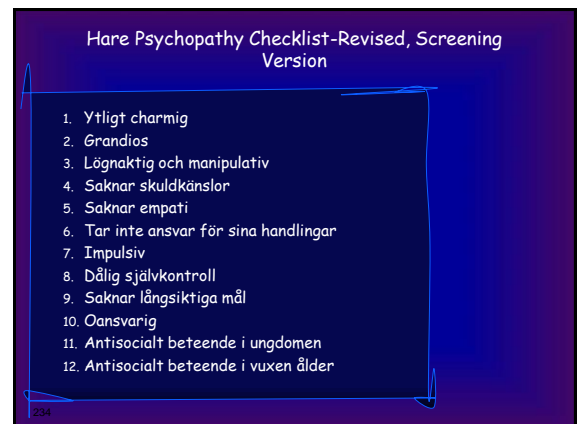 Hare Psychopathy Checklist-Revised, Screening
Version
1. Ytligt charmig
2. Grandios
3. Lögnaktig och manipulativ
4. Saknar skuldkänslor
5. Saknar empati
6. Tar inte ansvar för sina handlingar
7. Impulsiv
8. Dålig självkontroll
9. Saknar långsiktiga mål
10. Oansvarig
11. Antisocialt beteende i ungdomen
12. Antisocialt beteende i vuxen ålder
234